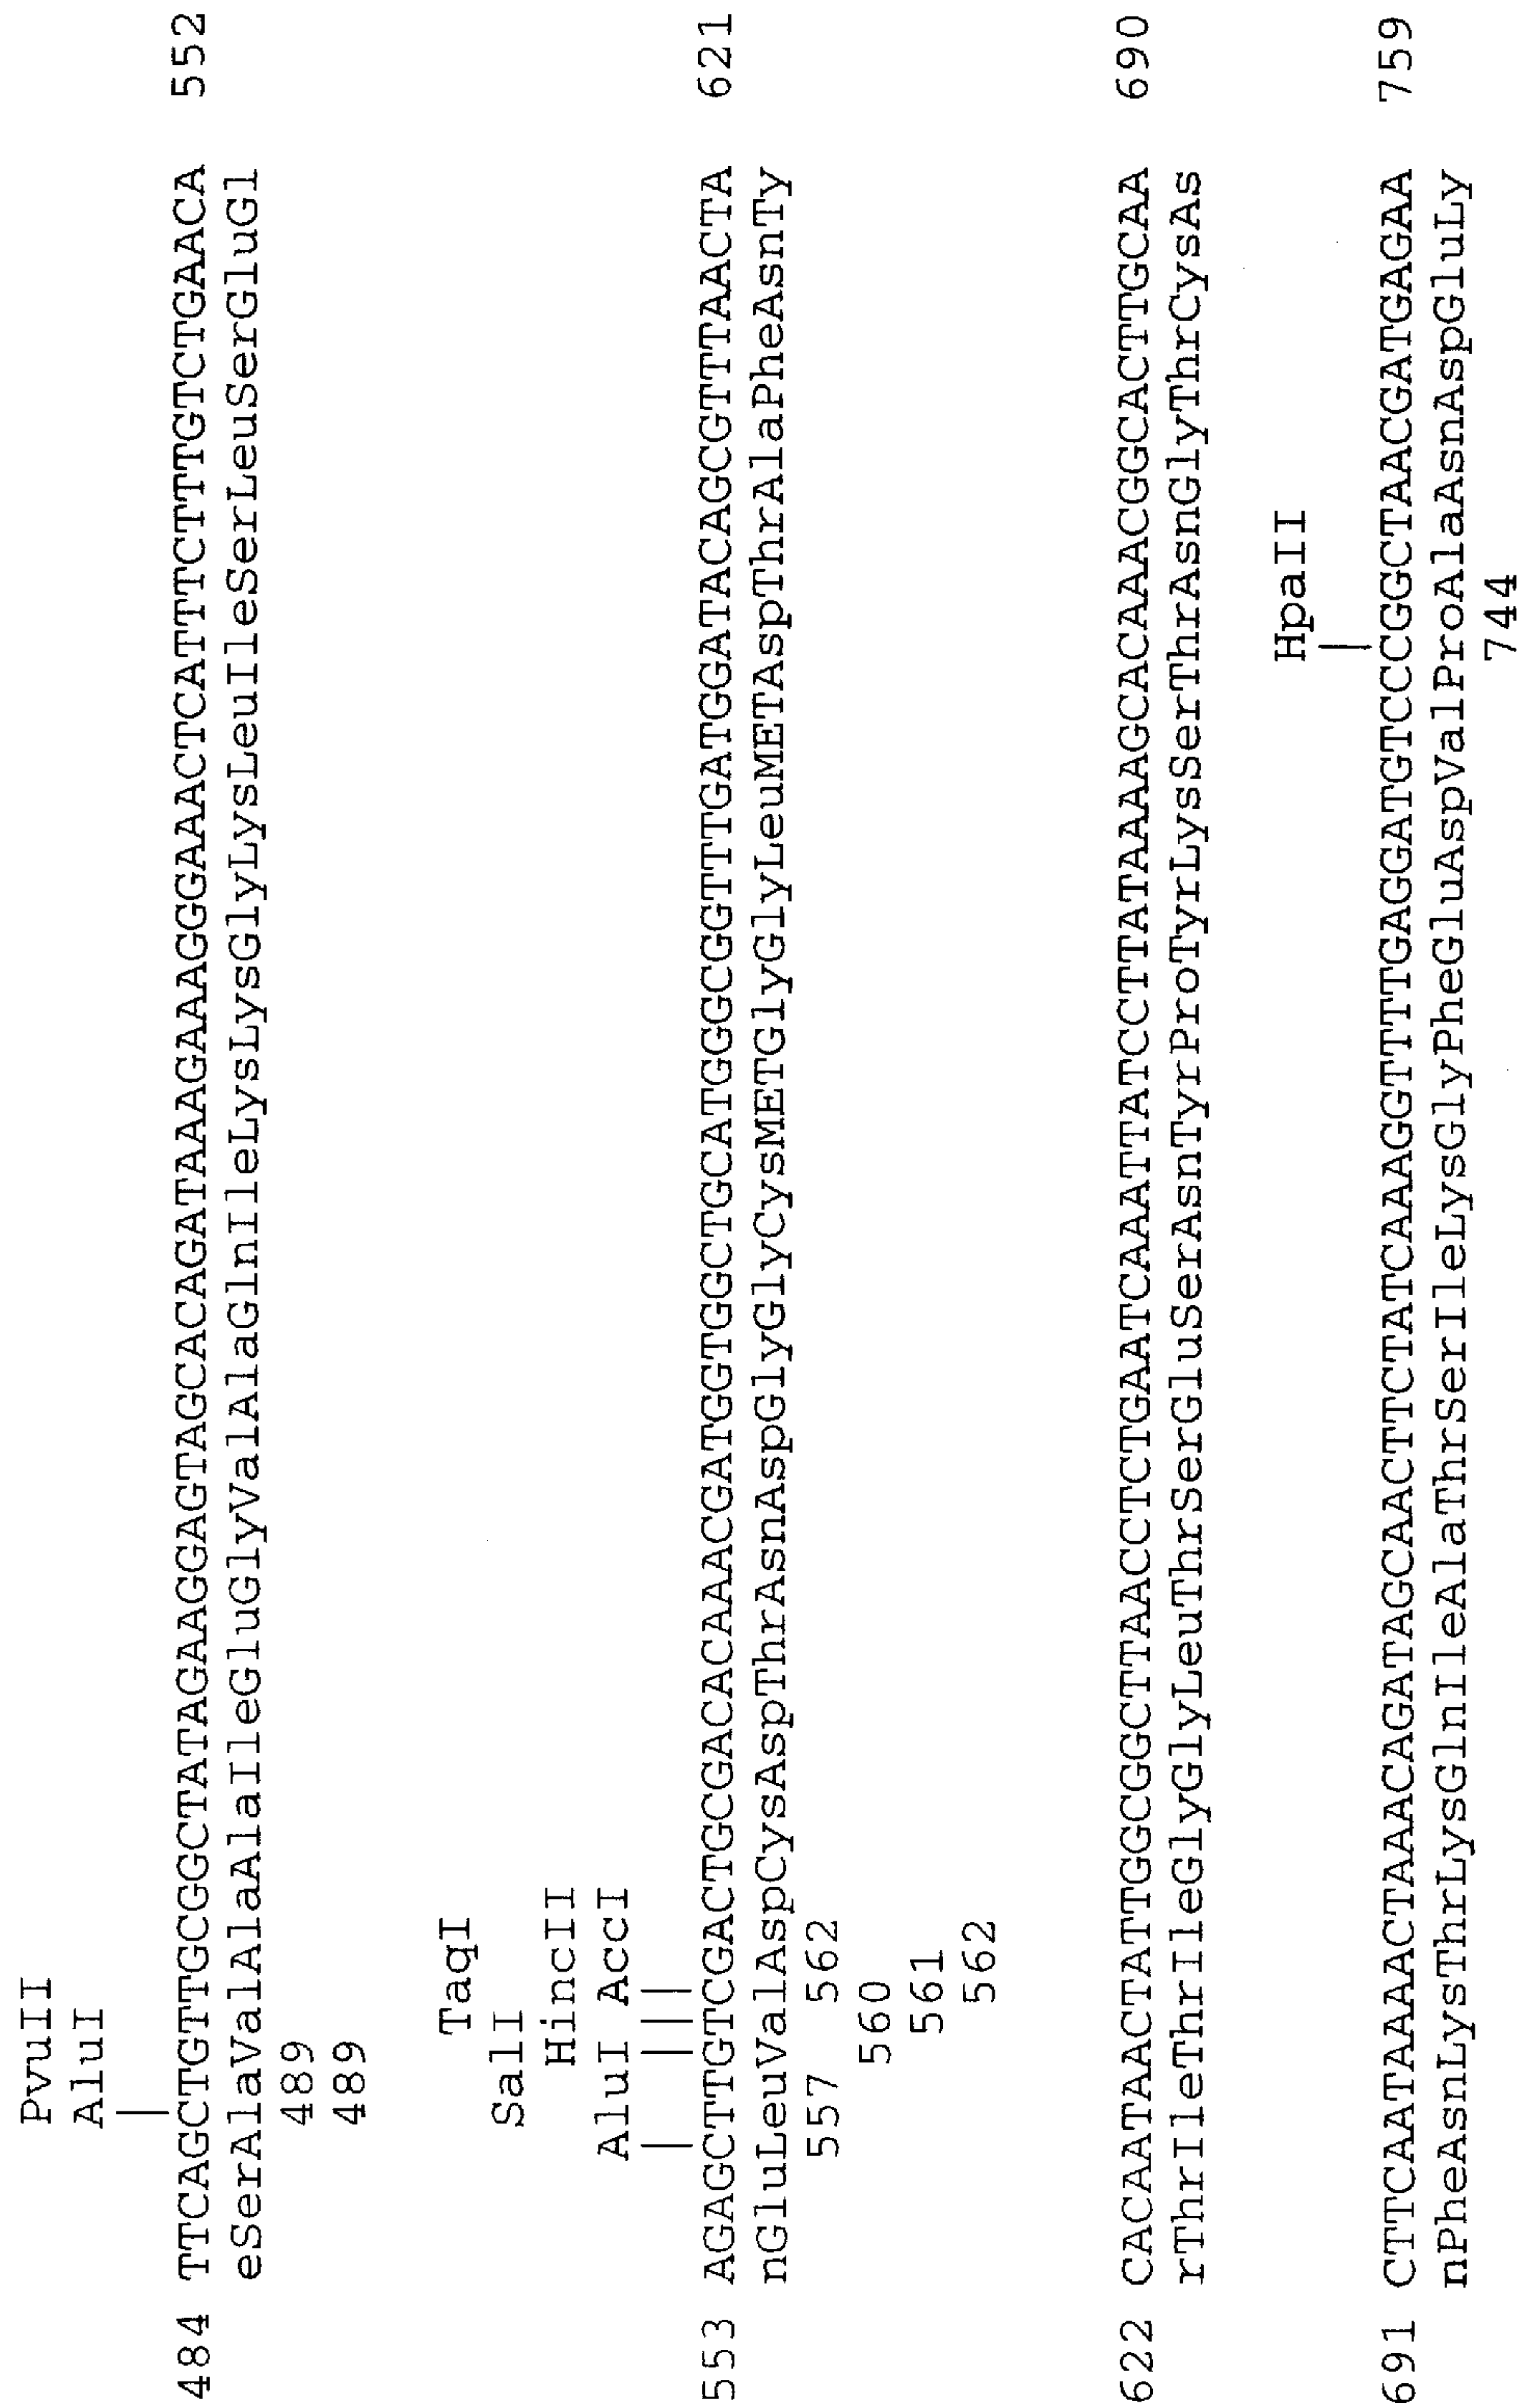 PvuII
AluI
484 TTCAGCTGTTGCGGCTATAGAAGGAGTAGCACAGATAAAGAAAGGGAAACTCATTTCTTTGTCTGAACA 552
eSerAlaValAlaAlaIleGluGlyValAlaGlnIleLysLysGlyLysLeuIleSerLeuSerGluGl
489
489
TaqI
SalI
HincII
AluI AccI
553 AGAGCTTGTCGACTGCGACACAAACGATGGTGGCTGCATGGGCGGTTTGATGGATACAGCGTTTAACTA 621
nGluLeuValAspCysAspThrAsnAspGlyGlyCysMETGlyGlyLeuMETAspThrAlaPheAsnTy
557 562
560
561
562
622 CACAATAACTATTGGCGGCTTAACCTCTGAATCAAATTATCCTTATAAAAGCACAAACGGCACTTGCAA 690
rThrIleThrIleGlyGlyLeuThrSerGluSerAsnTyrProTyrLysSerThrAsnGlyThrCysAs
HpaII
691 CTTCAATAAAACTAAACAGATAGCAACTTCTATCAAAGGTTTTGAGGATGTCCCGGCTAACGATGAGAA 759
nPheAsnLysThrLysGlnIleAlaThrSerIleLysGlyPheGluAspValProAlaAsnAspGluLy
744